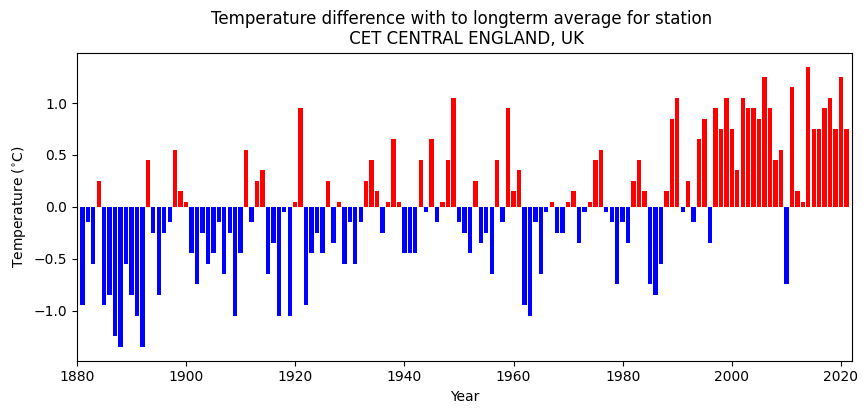 Temperature difference with to longterm average for station
CET CENTRAL ENGLAND, UK
Temperature (°C)
1.0
0.5
0.0
−0.5
−1.0
1880 1900 1920 1940 1960 1980 2000 2020
Year